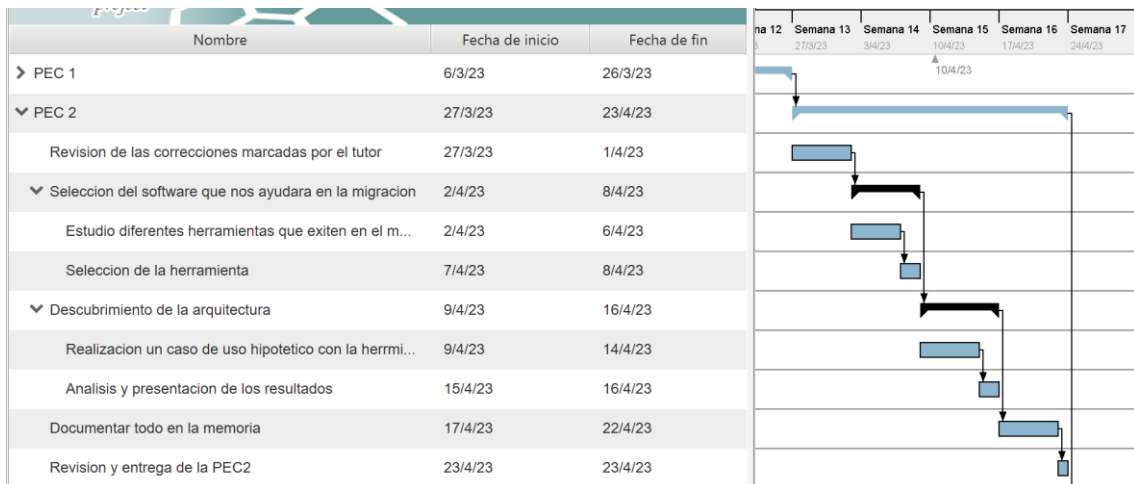 project
Nombre Fecha de inicio Fecha de fin
na 12 Semana 13 Semana 14 Semana 15 Semana 16 Semana 17
3 27/3/23 3/4/23 10/4/23 17/4/23 24/4/23
10/4/23
PEC 1 6/3/23 26/3/23
PEC 2 27/3/23 23/4/23
Revision de las correcciones marcadas por el tutor 27/3/23 1/4/23
Seleccion del software que nos ayudara en la migracion 2/4/23 8/4/23
Estudio diferentes herramientas que exiten en el m... 2/4/23 6/4/23
Seleccion de la herramienta 7/4/23 8/4/23
Descubrimiento de la arquitectura 9/4/23 16/4/23
Realizacion un caso de uso hipotetico con la herrmi... 9/4/23 14/4/23
Analisis y presentacion de los resultados 15/4/23 16/4/23
Documentar todo en la memoria 17/4/23 22/4/23
Revision y entrega de la PEC2 23/4/23 23/4/23